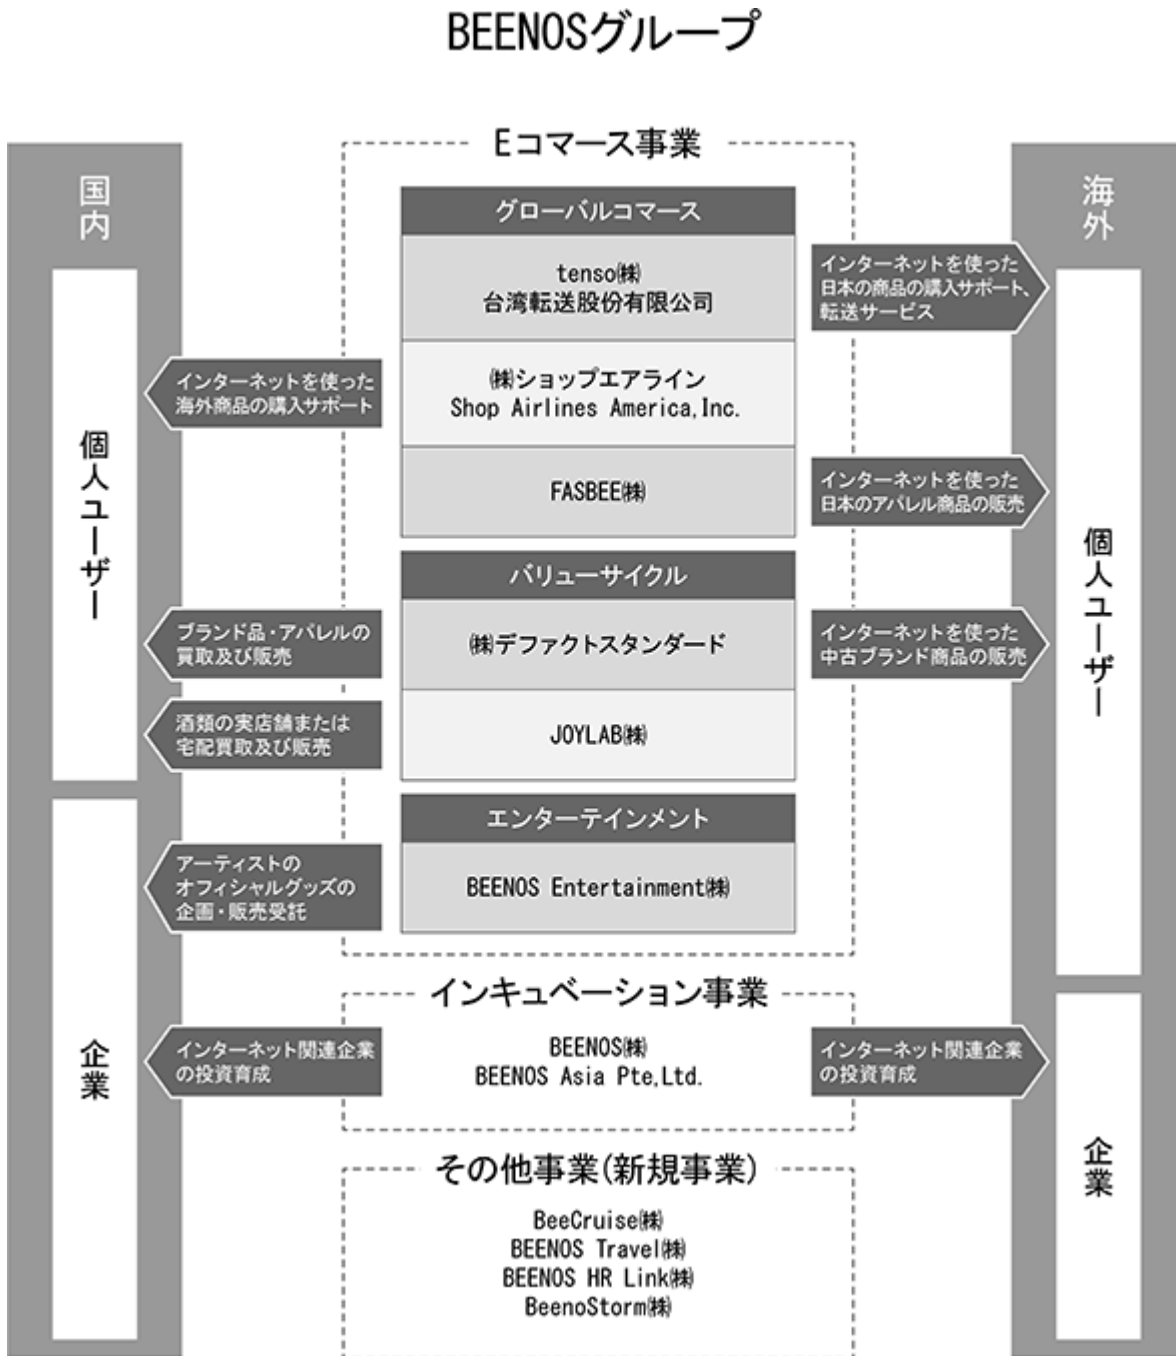 BEENOSグループ
Eコマース事業
国内
海外
グローバルコマース
tenso㈱
台湾転送股份有限公司
インターネットを使った
日本の商品の購入サポート、
転送サービス
インターネットを使った
海外商品の購入サポート
㈱ショップエアライン
Shop Airlines America,Inc.
FASBEE㈱
インターネットを使った
日本のアパレル商品の販売
個人ユーザー
個人ユーザー
バリューサイクル
ブランド品・アパレルの
買取及び販売
㈱デファクトスタンダード
インターネットを使った
中古ブランド商品の販売
酒類の実店舗または
宅配買取及び販売
JOYLAB㈱
エンターテインメント
アーティストの
オフィシャルグッズの
企画・販売受託
BEENOS Entertainment㈱
インキュベーション事業
企業
インターネット関連企業
の投資育成
BEENOS㈱
BEENOS Asia Pte,Ltd.
インターネット関連企業
の投資育成
企業
その他事業(新規事業)
BeeCruise㈱
BEENOS Travel㈱
BEENOS HR Link㈱
BeenoStorm㈱